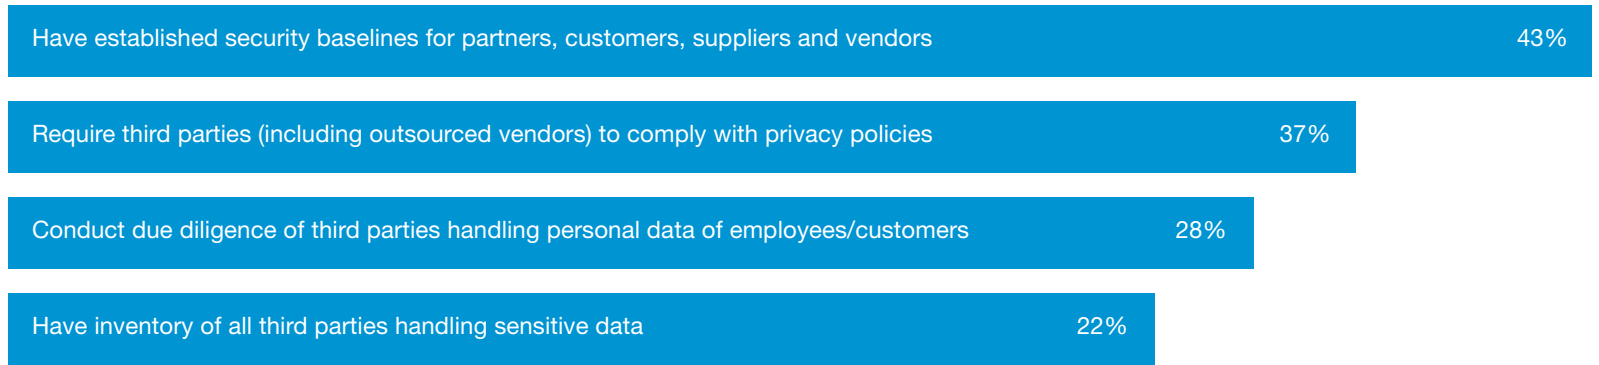 Have established security baselines for partners, customers, suppliers and vendors 43%
Require third parties (including outsourced vendors) to comply with privacy policies 37%
Conduct due diligence of third parties handling personal data of employees/customers 28%
Have inventory of all third parties handling sensitive data 22%